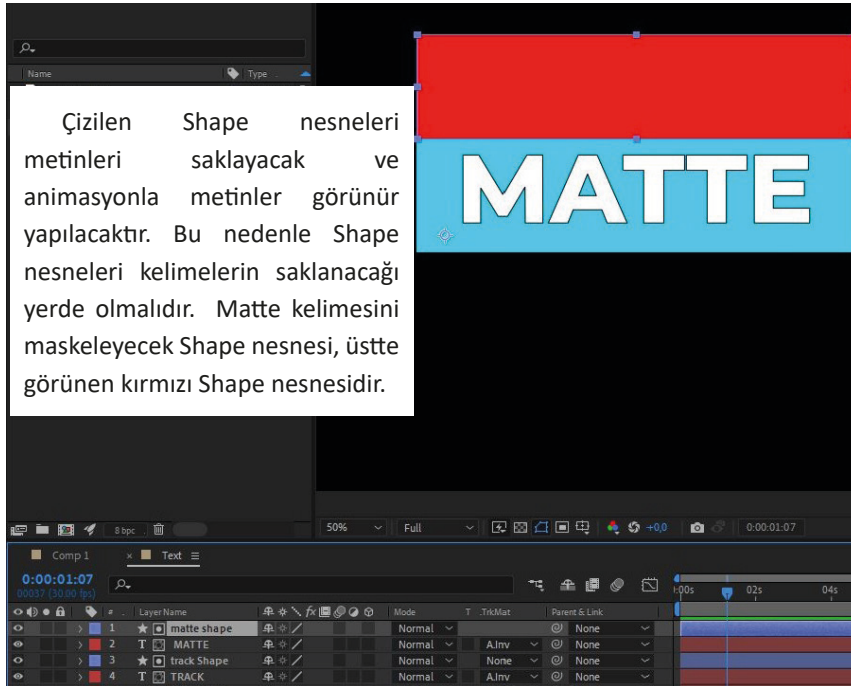 Name Type
Çizilen Shape nesneleri
metinleri saklayacak ve
animasyonla metinler görünür
yapılacaktır. Bu nedenle Shape
nesneleri kelimelerin saklanacağı
yerde olmalıdır. Matte kelimesini
maskeleyecek Shape nesnesi, üstte
görünen kırmızı Shape nesnesidir.
MATTE
8 bpc
50% Full +0,0 0:00:01:07
Comp 1 × Text
0:00:01:07
00037 (30.00 fps)
):00s 02s 04s
# . Layer Name fx Mode T .TrkMat Parent & Link
1 matte shape Normal None
2 T MATTE Normal A.Inv None
3 track Shape Normal None None
4 T TRACK Normal A.Inv None